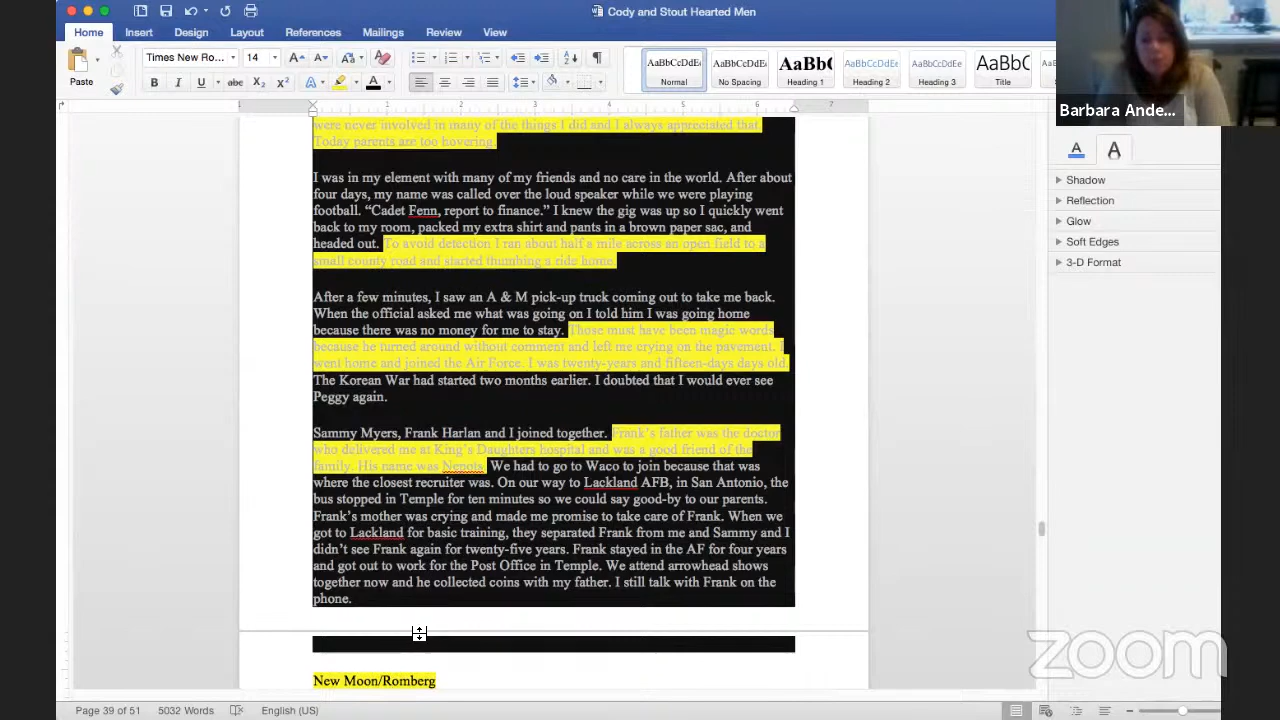 Cody and Stout Hearted Men
Home Insert Design Layout References Mailings Review View
Paste
Times New Ro... 14
AaBbCcDdE AaBbCcDdE AaBbC AaBbCcDdE AaBbCcDdE AaBbC
Normal No Spacing Heading 1 Heading 2 Heading 3 Title
Barbara Ande...
Shadow
Reflection
Glow
Soft Edges
3-D Format
1 1 2 3 4 5 6 7
were never involved in many of the things I did and I always appreciated that
Today parents are too hovering.
I was in my element with many of my friends and no care in the world. After about
four days, my name was called over the loud speaker while we were playing
football. “Cadet Fenn, report to finance.” I knew the gig was up so I quickly went
back to my room, packed my extra shirt and pants in a brown paper sac, and
headed out. To avoid detection I ran about half a mile across an open field to a
small county road and started thumbing a ride home.
After a few minutes, I saw an A & M pick-up truck coming out to take me back.
When the official asked me what was going on I told him I was going home
because there was no money for me to stay. Those must have been magic words
because he turned around without comment and left me crying on the pavement. I
went home and joined the Air Force. I was twenty-years and fifteen-days days old.
The Korean War had started two months earlier. I doubted that I would ever see
Peggy again.
Sammy Myers, Frank Harlan and I joined together. Frank’s father was the doctor
who delivered me at King’s Daughters hospital and was a good friend of the
family. His name was Nenots. We had to go to Waco to join because that was
where the closest recruiter was. On our way to Lackland AFB, in San Antonio, the
bus stopped in Temple for ten minutes so we could say good-by to our parents.
Frank’s mother was crying and made me promise to take care of Frank. When we
got to Lackland for basic training, they separated Frank from me and Sammy and I
didn’t see Frank again for twenty-five years. Frank stayed in the AF for four years
and got out to work for the Post Office in Temple. We attend arrowhead shows
together now and he collected coins with my father. I still talk with Frank on the
phone.
New Moon/Romberg
zoom
Page 39 of 51 5032 Words English (US)